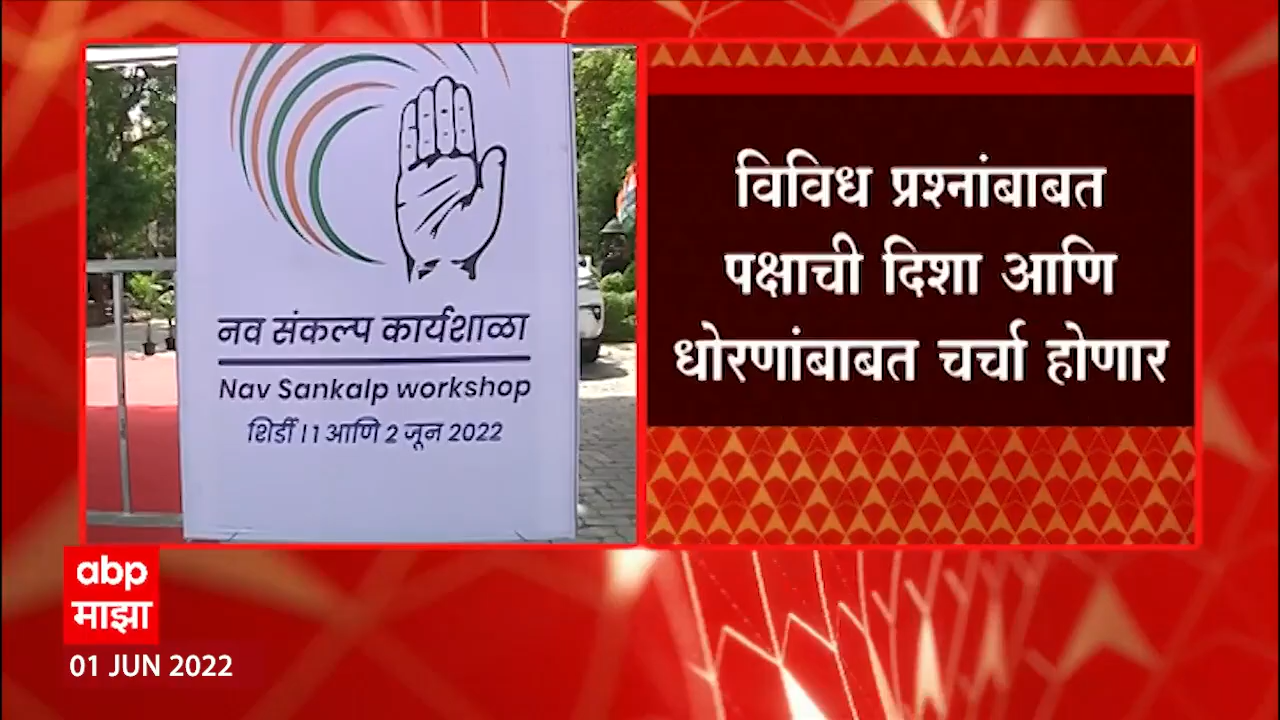 नव संकल्प कार्यशाळा
Nav Sankalp workshop
शिर्डी । 1 आणि 2 जून 2022
विविध प्रश्नांबाबत
पक्षाची दिशा आणि
धोरणांबाबत चर्चा होणार
abp
माझा
01 JUN 2022